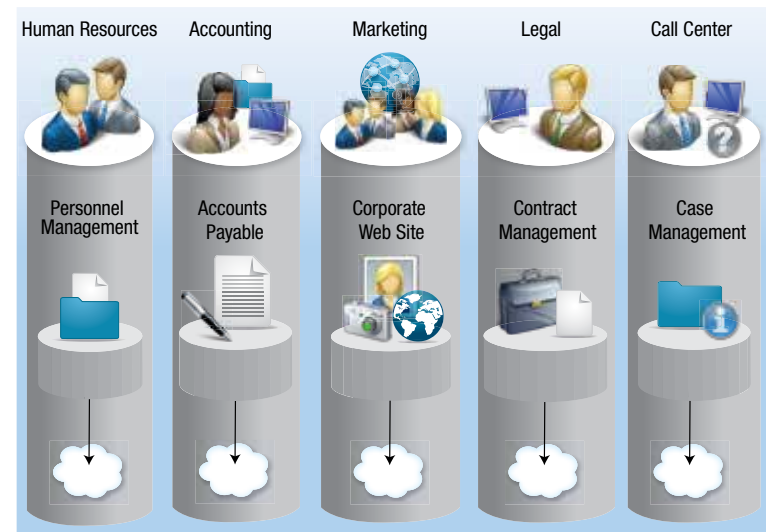 Human Resources
Accounting
Marketing
Legal
Call Center
Personnel
Management
Accounts
Payable
Corporate
Web Site
Contract
Management
Case
Management
?
i